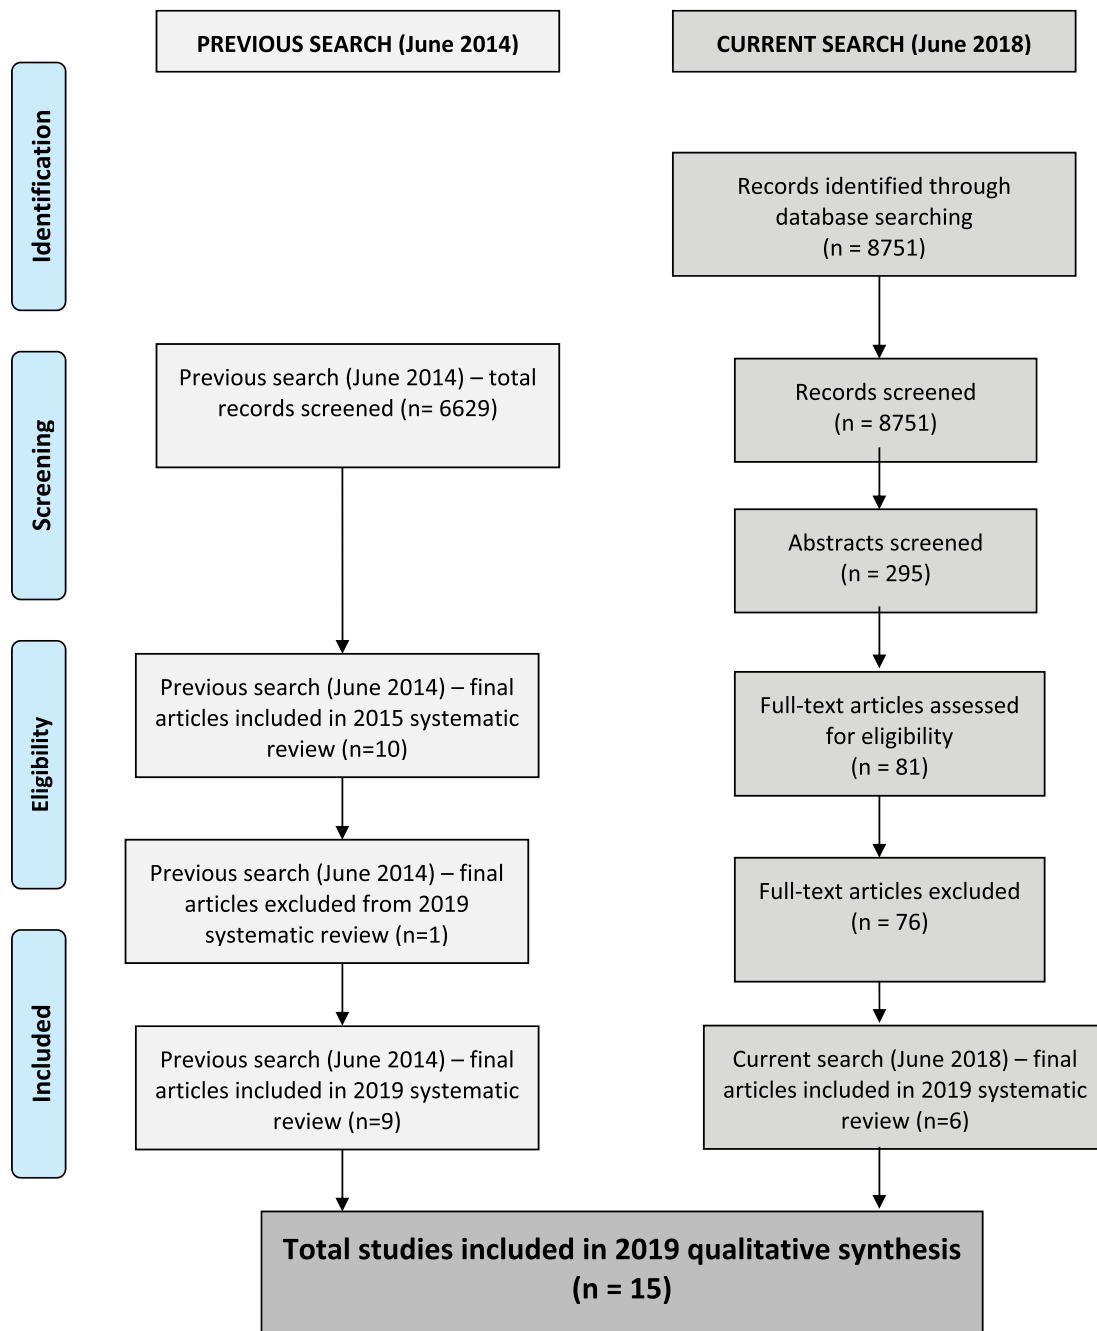 PREVIOUS SEARCH (June 2014)
CURRENT SEARCH (June 2018)
Identification
Records identified through
database searching
(n = 8751)
Screening
Previous search (June 2014) – total
records screened (n= 6629)
Records screened
(n = 8751)
Abstracts screened
(n = 295)
Eligibility
Previous search (June 2014) – final
articles included in 2015 systematic
review (n=10)
Full-text articles assessed
for eligibility
(n = 81)
Previous search (June 2014) – final
articles excluded from 2019
systematic review (n=1)
Full-text articles excluded
(n = 76)
Included
Previous search (June 2014) – final
articles included in 2019 systematic
review (n=9)
Current search (June 2018) – final
articles included in 2019 systematic
review (n=6)
Total studies included in 2019 qualitative synthesis
(n = 15)